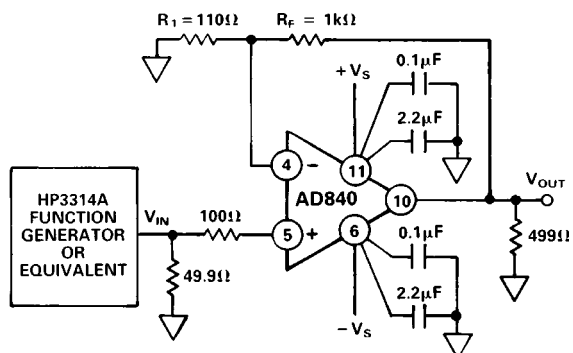 R1 = 110Ω
RF = 1kΩ
0.1μF
+VS
2.2μF
4
−
11
AD840
10
VOUT
HP3314A
FUNCTION
GENERATOR
OR
EQUIVALENT
VIN
100Ω
5
+
6
0.1μF
499Ω
49.9Ω
2.2μF
−VS